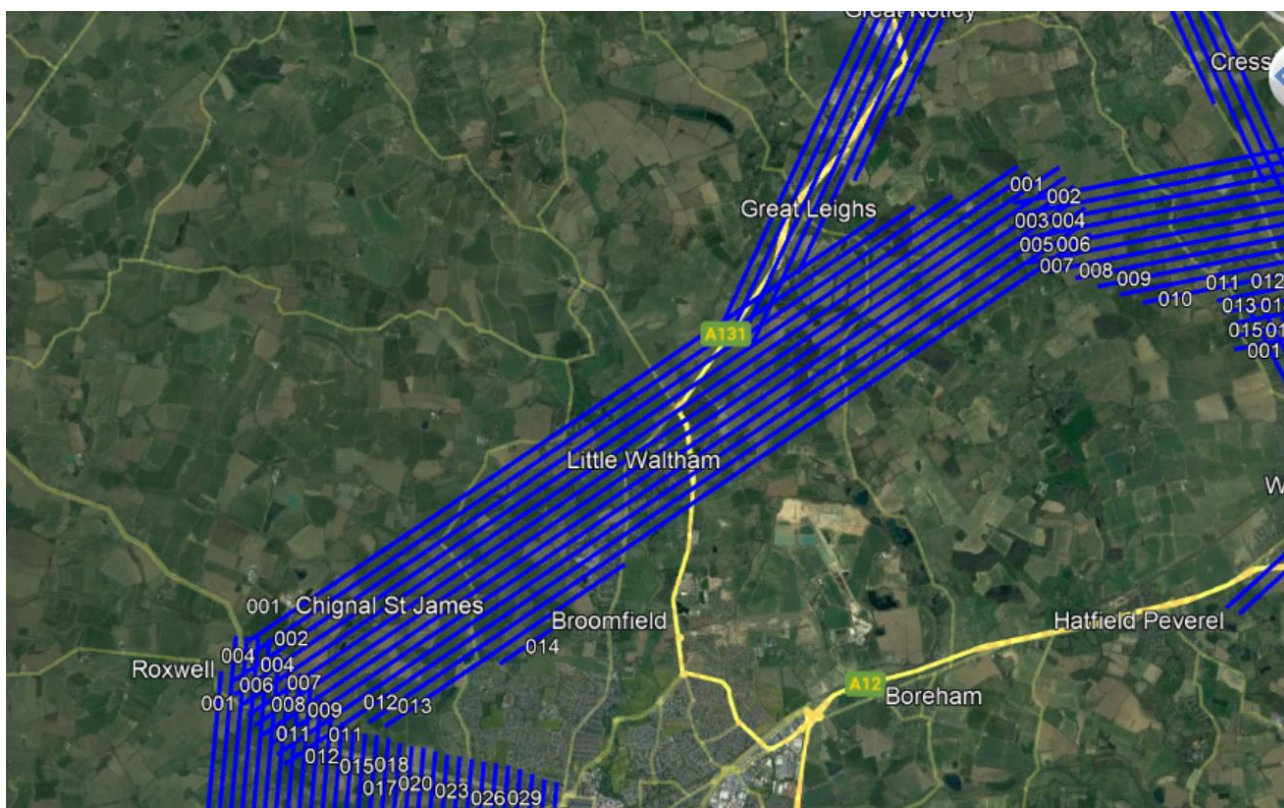 Great Notley
Cress
Great Leighs
001
002
003 004
005 006
007 008
009
010
011 012
013 014
015
001
A131
Little Waltham
W
001
Chignal St James
Broomfield
Hatfield Peverel
002
004 004
014
Roxwell
006 007
A12
Boreham
001
008 009
012 013
011 011
012
015 018
017 020
023
026 029